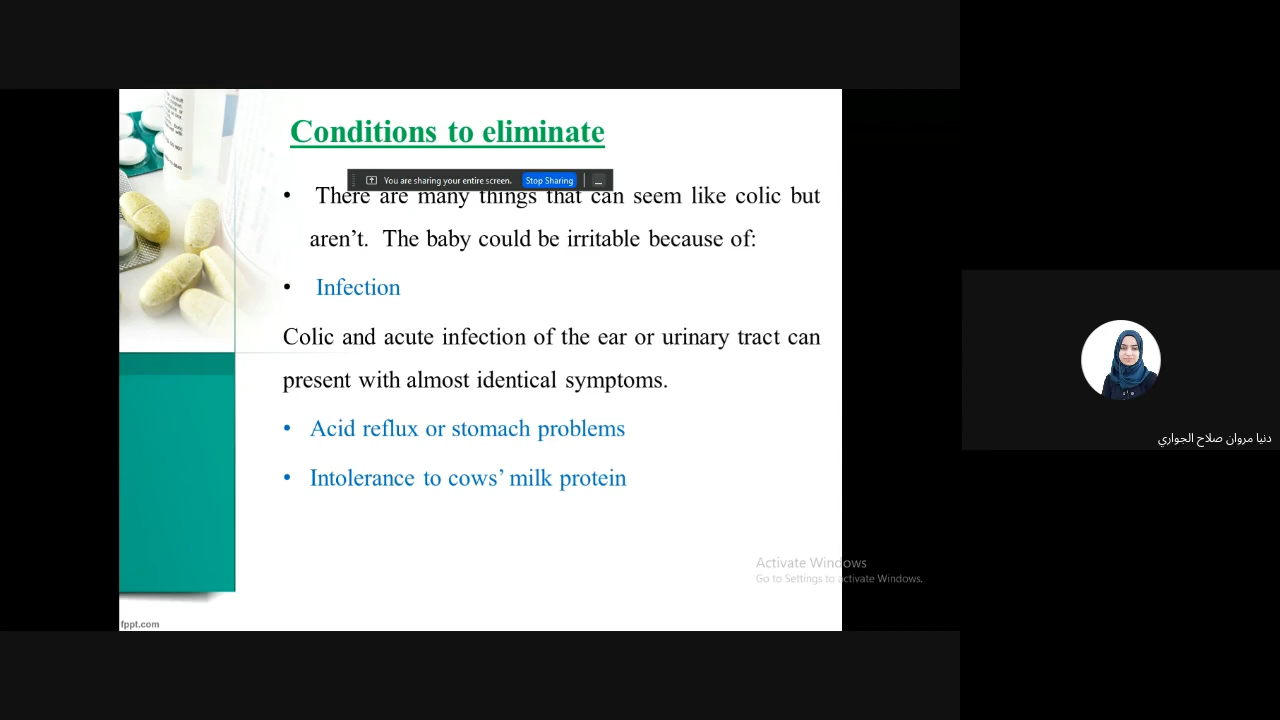 Conditions to eliminate
You are sharing your entire screen. Stop Sharing
• There are many things that can seem like colic but
aren’t. The baby could be irritable because of:
• Infection
Colic and acute infection of the ear or urinary tract can
present with almost identical symptoms.
• Acid reflux or stomach problems
• Intolerance to cows’ milk protein
دنيا مروان صلاح الجواري
Activate Windows
Go to Settings to activate Windows.
fppt.com